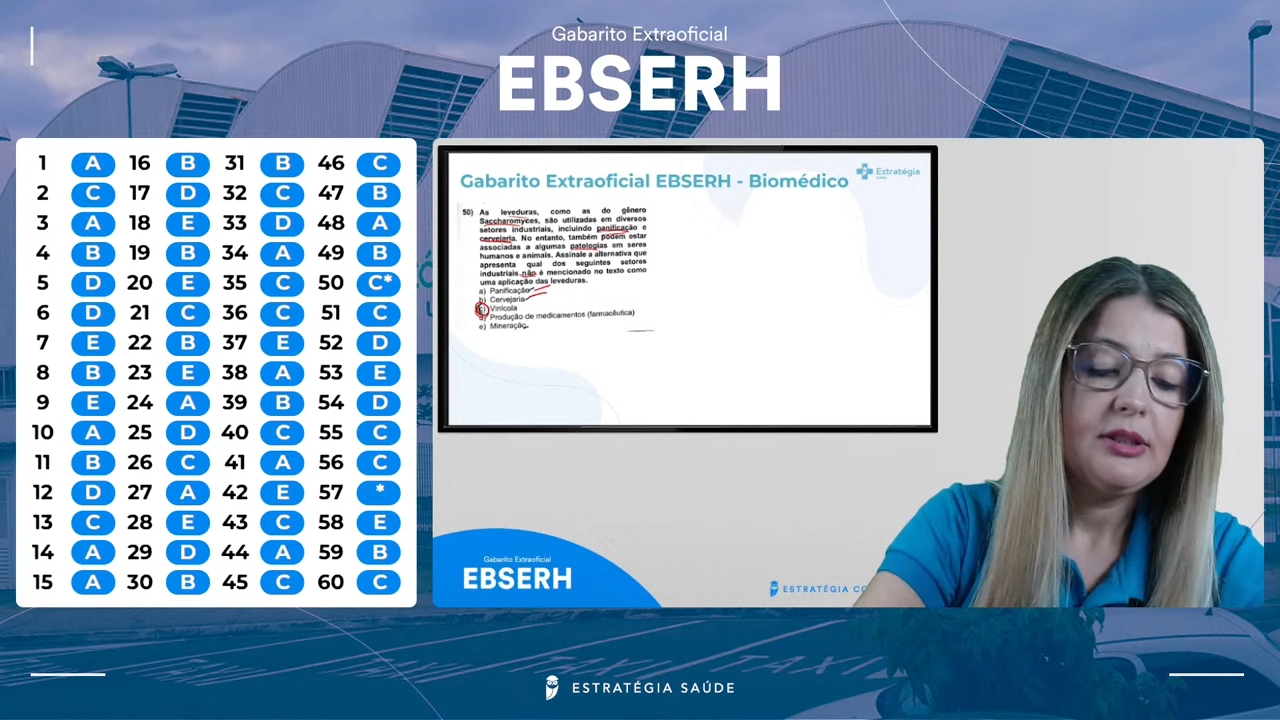 Gabarito Extraoficial
EBSERH
1 A 16 B 31 B 46 C
2 C 17 D 32 C 47 B
3 A 18 E 33 D 48 A
4 B 19 B 34 A 49 B
5 D 20 E 35 C 50 C*
6 D 21 C 36 C 51 C
7 E 22 B 37 E 52 D
8 B 23 E 38 A 53 E
9 E 24 A 39 B 54 D
10 A 25 D 40 C 55 C
11 B 26 C 41 A 56 C
12 D 27 A 42 E 57 *
13 C 28 E 43 C 58 E
14 A 29 D 44 A 59 B
15 A 30 B 45 C 60 C
Estratégia
Gabarito Extraoficial EBSERH - Biomédico
50) As leveduras, como as do gênero
Saccharomyces, são utilizadas em diversos
setores industriais, incluindo panificação e
cervejaria. No entanto, também podem estar
associadas a algumas patologias em seres
humanos e animais. Assinale a alternativa que
apresenta qual dos seguintes setores
industriais não é mencionado no texto como
uma aplicação das leveduras.
a) Panificação
b) Cervejaria
c) Vinícola
d) Produção de medicamentos (farmacêutica)
e) Mineração
Gabarito Extraoficial
EBSERH
ESTRATÉGIA CO
ESTRATÉGIA SAÚDE